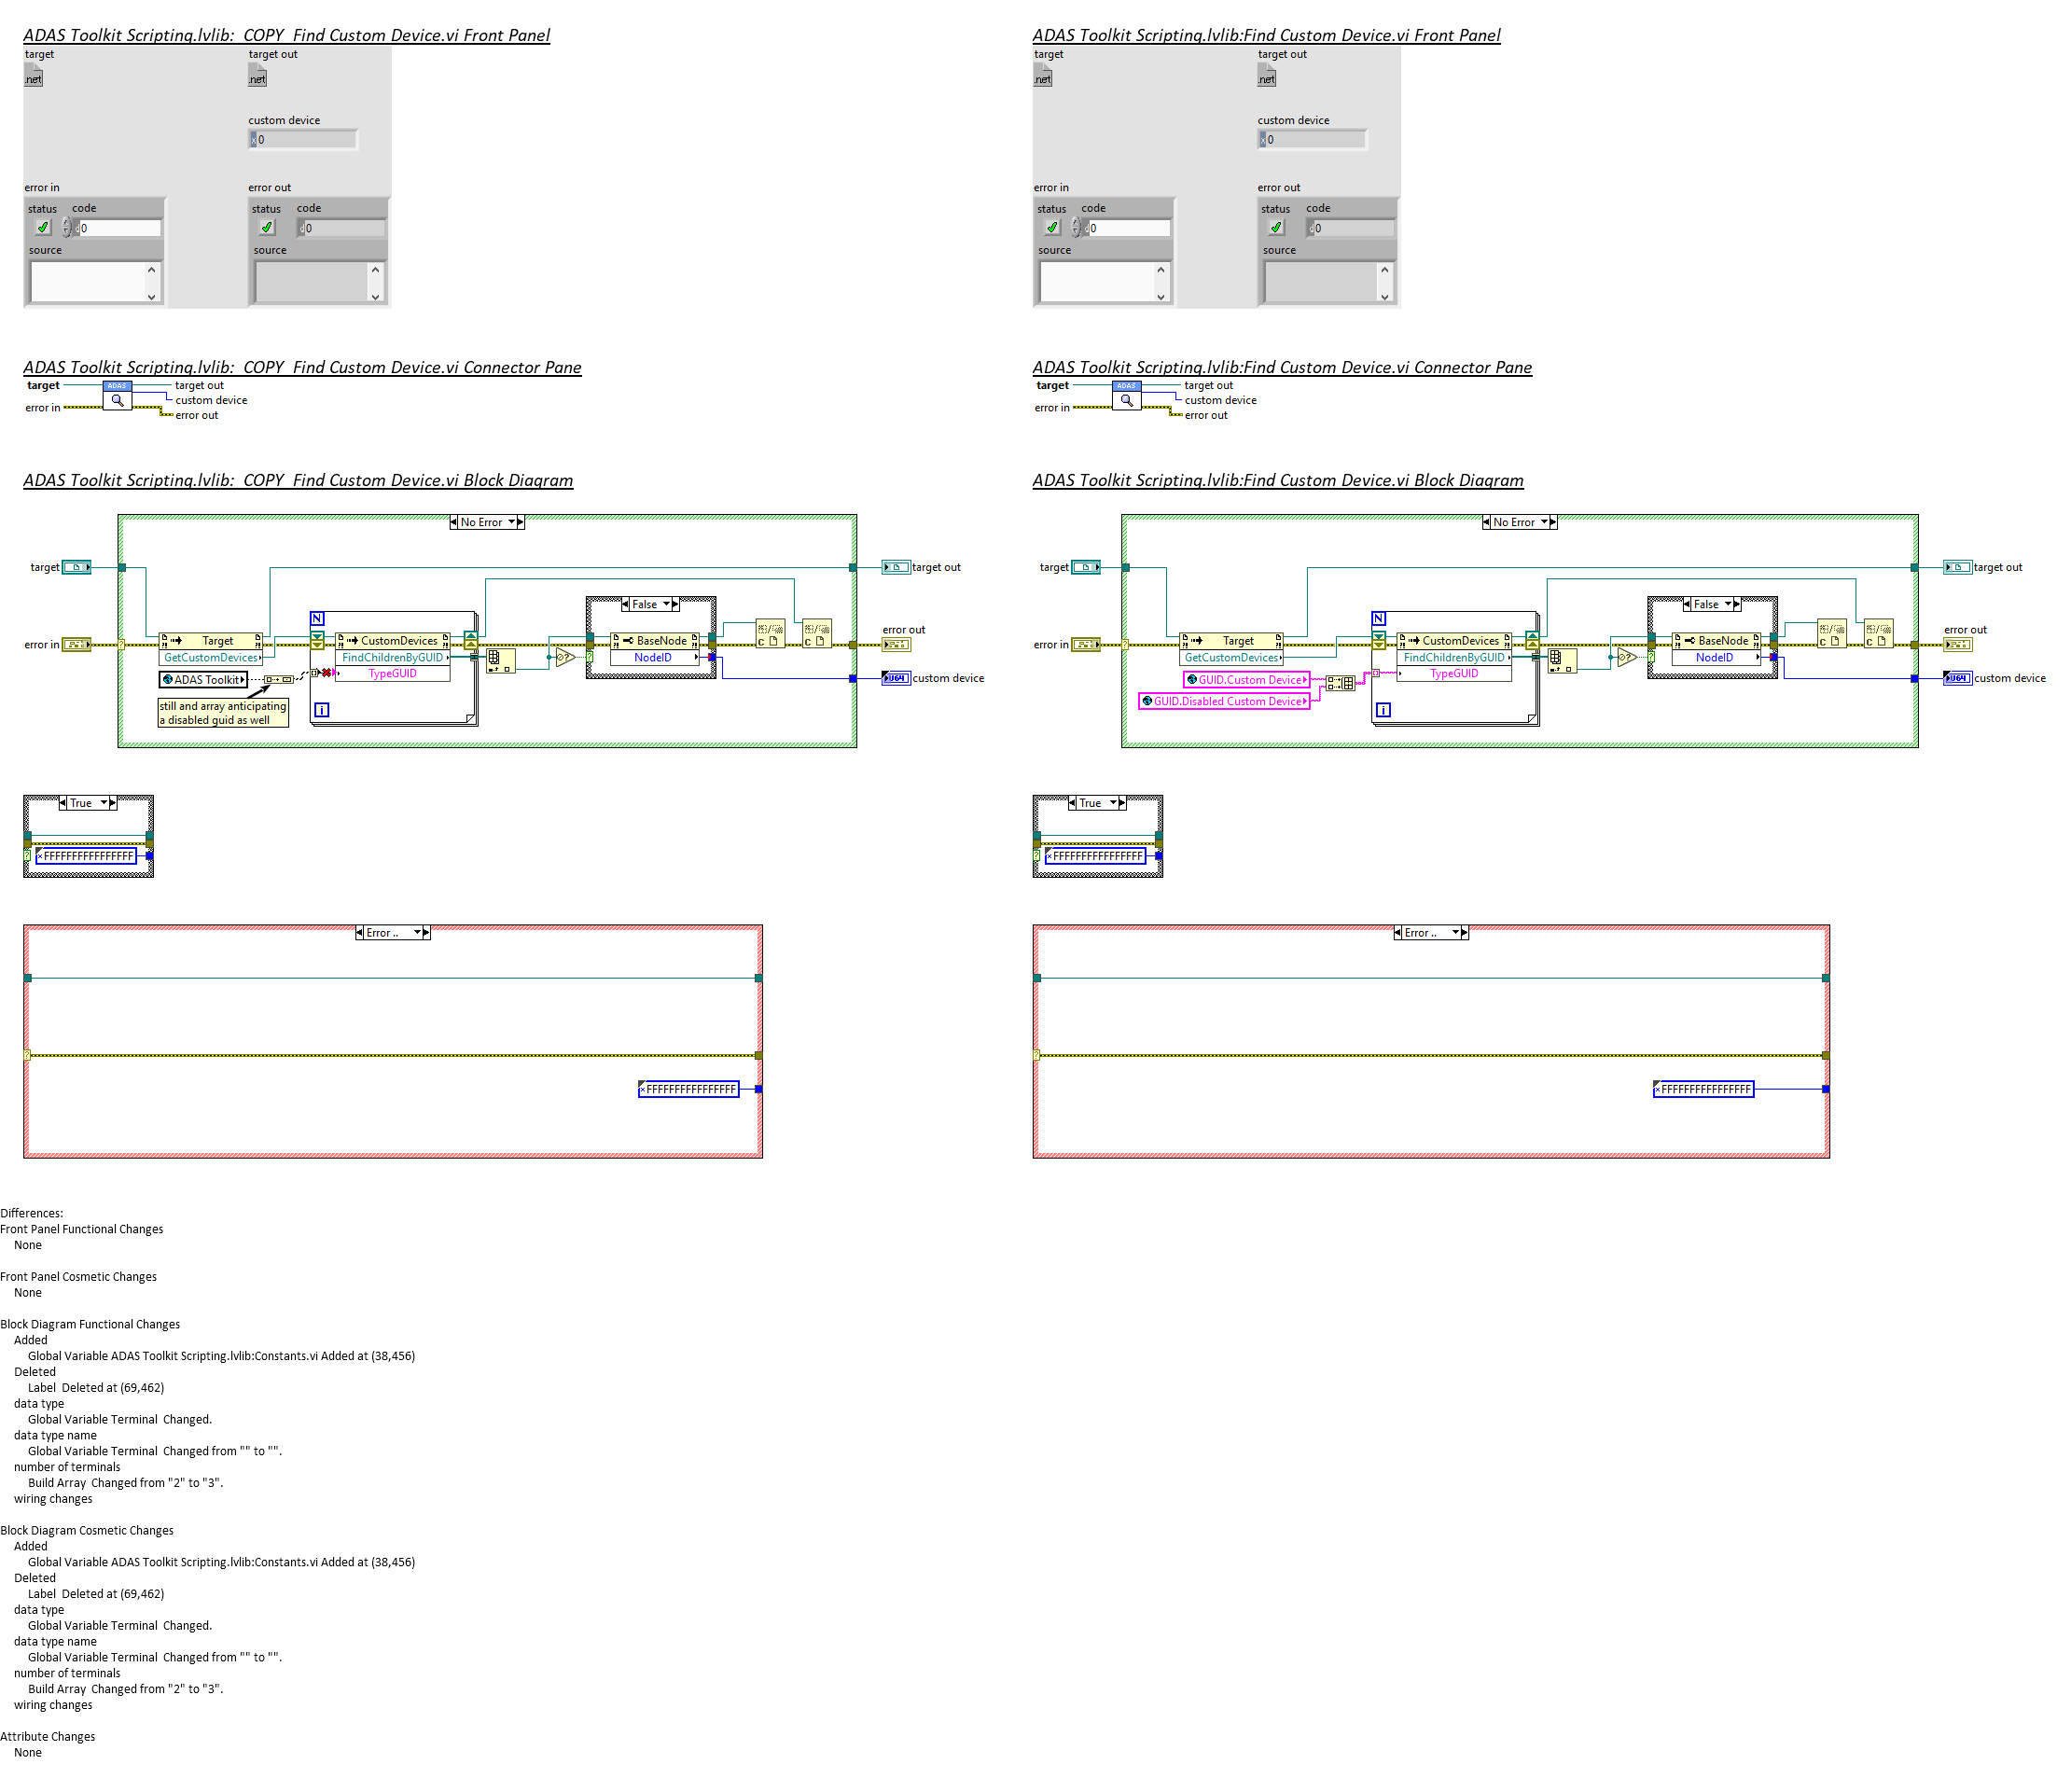 ADAS Toolkit Scripting.lvlib:  COPY  Find Custom Device.vi Front Panel
target
target out
.net
.net
custom device
x 0
error in
error out
status
code
status
code
d 0
d 0
source
source
ADAS Toolkit Scripting.lvlib:  COPY  Find Custom Device.vi Connector Pane
target
ADAS
target out
custom device
error in
error out
ADAS Toolkit Scripting.lvlib:  COPY  Find Custom Device.vi Block Diagram
No Error
target
target out
False
N
error in
Target
CustomDevices
BaseNode
error out
GetCustomDevices
FindChildrenByGUID
NodeID
ADAS Toolkit
TypeGUID
U64
custom device
still and array anticipating
a disabled guid as well
i
True
×FFFFFFFFFFFFFFFF
Error ..
×FFFFFFFFFFFFFFFF
ADAS Toolkit Scripting.lvlib:Find Custom Device.vi Front Panel
target
target out
.net
.net
custom device
x 0
error in
error out
status
code
status
code
d 0
d 0
source
source
ADAS Toolkit Scripting.lvlib:Find Custom Device.vi Connector Pane
target
ADAS
target out
custom device
error in
error out
ADAS Toolkit Scripting.lvlib:Find Custom Device.vi Block Diagram
No Error
target
target out
False
N
error in
Target
CustomDevices
BaseNode
error out
GetCustomDevices
FindChildrenByGUID
NodeID
GUID.Custom Device
TypeGUID
U64
custom device
GUID.Disabled Custom Device
i
True
×FFFFFFFFFFFFFFFF
Error ..
×FFFFFFFFFFFFFFFF
Differences:
Front Panel Functional Changes
None
Front Panel Cosmetic Changes
None
Block Diagram Functional Changes
Added
Global Variable ADAS Toolkit Scripting.lvlib:Constants.vi Added at (38,456)
Deleted
Label  Deleted at (69,462)
data type
Global Variable Terminal  Changed.
data type name
Global Variable Terminal  Changed from "" to "".
number of terminals
Build Array  Changed from "2" to "3".
wiring changes
Block Diagram Cosmetic Changes
Added
Global Variable ADAS Toolkit Scripting.lvlib:Constants.vi Added at (38,456)
Deleted
Label  Deleted at (69,462)
data type
Global Variable Terminal  Changed.
data type name
Global Variable Terminal  Changed from "" to "".
number of terminals
Build Array  Changed from "2" to "3".
wiring changes
Attribute Changes
None